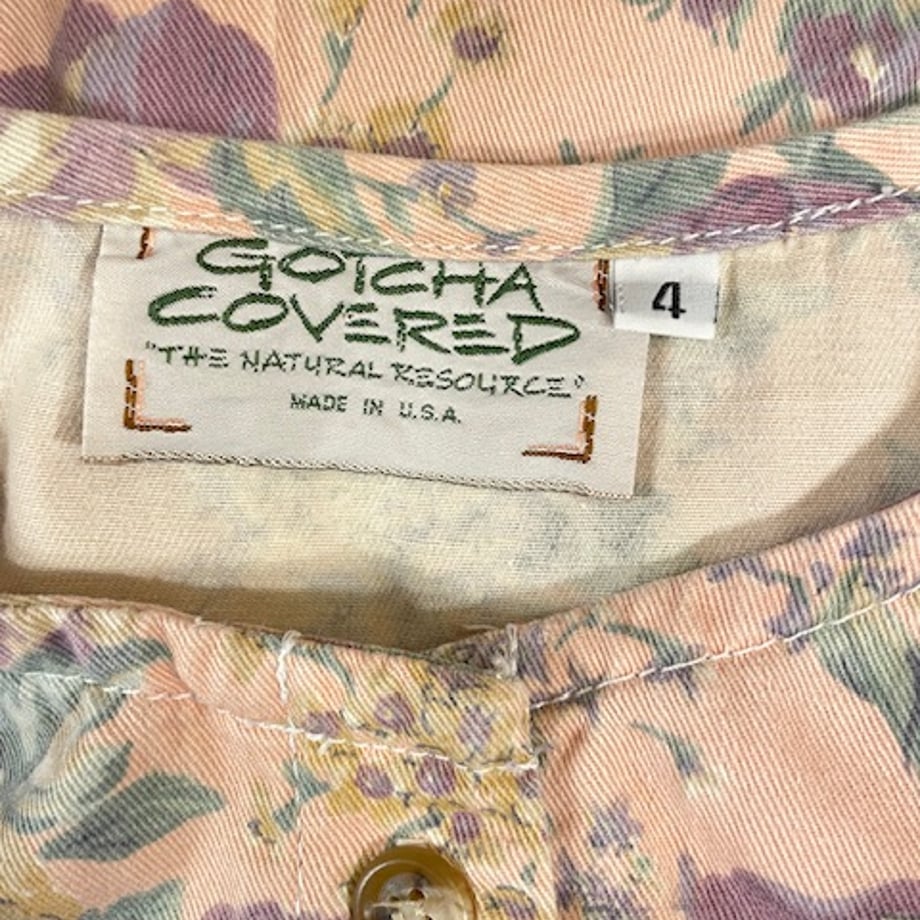 GOTCHA
COVERED
"THE NATURAL RESOURCE"
MADE IN U.S.A.
4